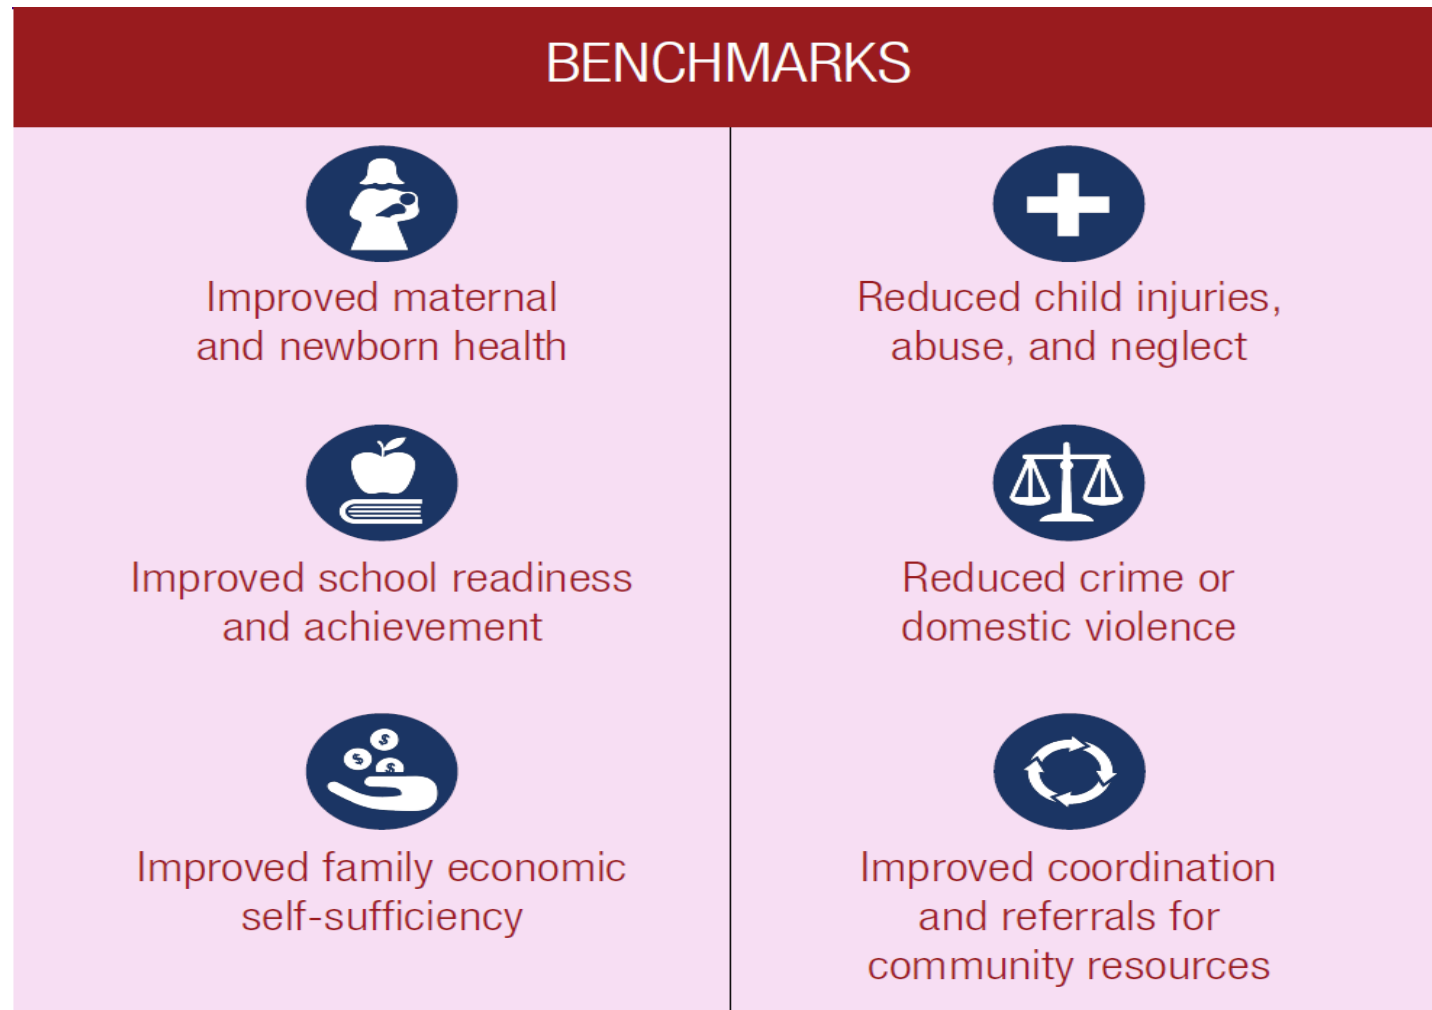 BENCHMARKS
Improved maternal
and newborn health
Reduced child injuries,
abuse, and neglect
Improved school readiness
and achievement
Reduced crime or
domestic violence
$
$
$
Improved family economic
self-sufficiency
Improved coordination
and referrals for
community resources